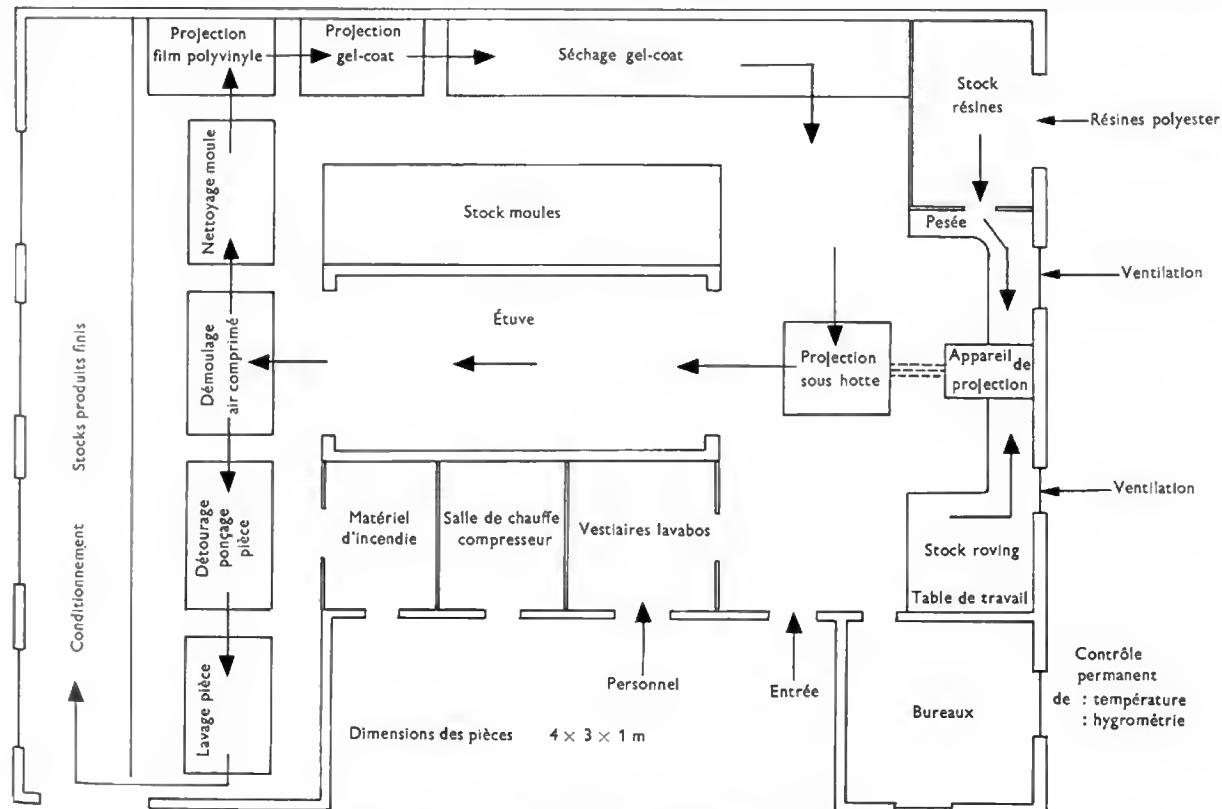 Projection
film polyvinyle
Projection
gel-coat
Séchage gel-coat
Stock
résines
Résines polyester
Nettoyage moule
Stock moules
Pesée
Ventilation
Étuve
Démoulage
air comprimé
Projection
sous hotte
Appareil
de
projection
Stocks produits finis
Conditionnement
Détourage
ponçage
pièce
Matériel
d'incendie
Salle de chauffe
compresseur
Vestiaires lavabos
Ventilation
Stock roving
Table de travail
Lavage pièce
Personnel
Entrée
Bureaux
Contrôle
permanent
de : température
: hygrométrie
Dimensions des pièces 4 × 3 × 1 m